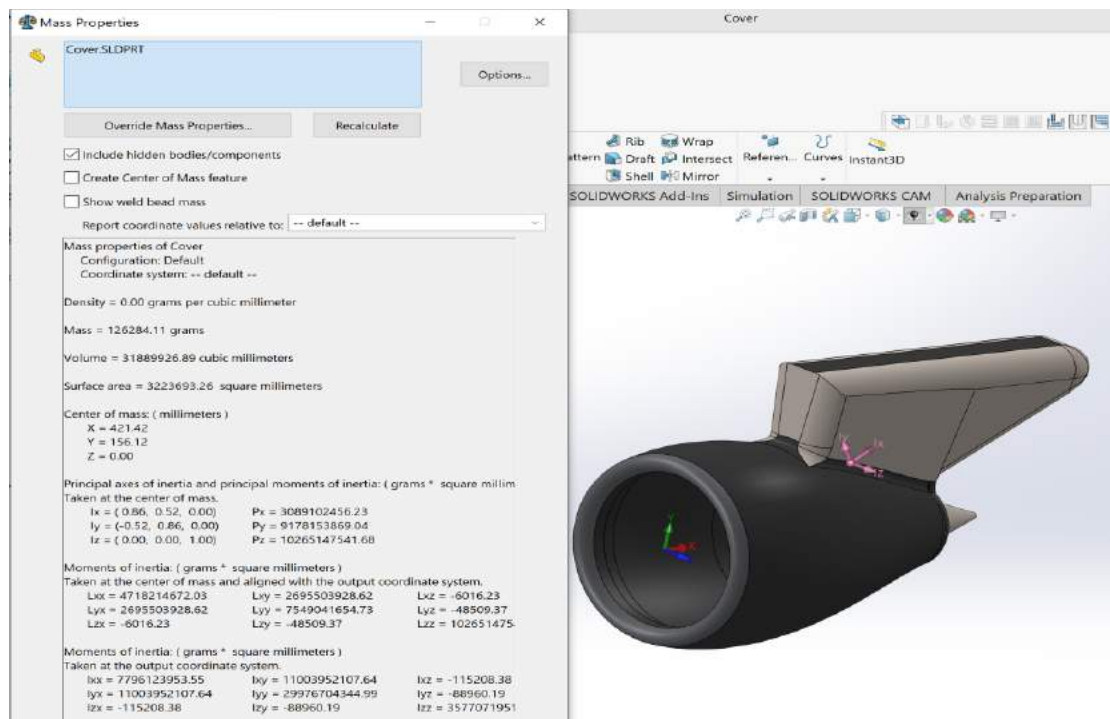 Mass Properties
Cover.SLDPRT
Options...
Override Mass Properties...
Recalculate
Include hidden bodies/components
Create Center of Mass feature
Show weld bead mass
Report coordinate values relative to: -- default --
Mass properties of Cover
Configuration: Default
Coordinate system: -- default --
Density = 0.00 grams per cubic millimeter
Mass = 126284.11 grams
Volume = 31889926.89 cubic millimeters
Surface area = 3223693.26 square millimeters
Center of mass: ( millimeters )
X = 421.42
Y = 156.12
Z = 0.00
Principal axes of inertia and principal moments of inertia: ( grams * square millim
Taken at the center of mass.
Ix = ( 0.86, 0.52, 0.00) Px = 3089102456.23
Iy = (-0.52, 0.86, 0.00) Py = 9178153869.04
Iz = ( 0.00, 0.00, 1.00) Pz = 10265147541.68
Moments of inertia: ( grams * square millimeters )
Taken at the center of mass and aligned with the output coordinate system.
Lxx = 4718214672.03 Lxy = 2695503928.62 Lxz = -6016.23
Lyx = 2695503928.62 Lyy = 7549041654.73 Lyz = -48509.37
Lzx = -6016.23 Lzy = -48509.37 Lzz = 102651475
Moments of inertia: ( grams * square millimeters )
Taken at the output coordinate system.
Ixx = 7796123953.55 Ixy = 11003952107.64 Ixz = -115208.38
Iyx = 11003952107.64 Iyy = 29976704344.99 Iyz = -88960.19
Izx = -115208.38 Izy = -88960.19 Izz = 3577071951
Cover
Rib Wrap
ttern Draft Intersect Referen... Curves Instant3D
Shell Mirror
SOLIDWORKS Add-Ins Simulation SOLIDWORKS CAM Analysis Preparation
Ix
Iz
Y
X